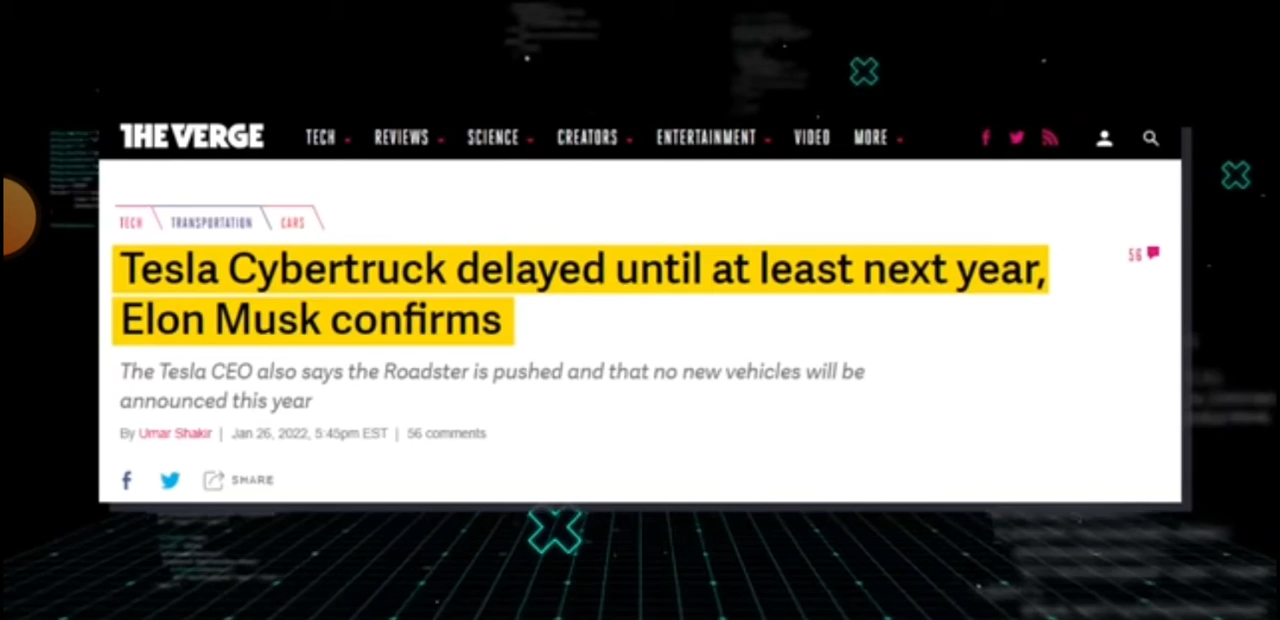 THE VERGE TECH REVIEWS SCIENCE CREATORS ENTERTAINMENT VIDEO MORE
TECH TRANSPORTATION CARS
Tesla Cybertruck delayed until at least next year,
Elon Musk confirms
56
The Tesla CEO also says the Roadster is pushed and that no new vehicles will be
announced this year
By Umar Shakir | Jan 26, 2022, 5:45pm EST | 56 comments
SHARE